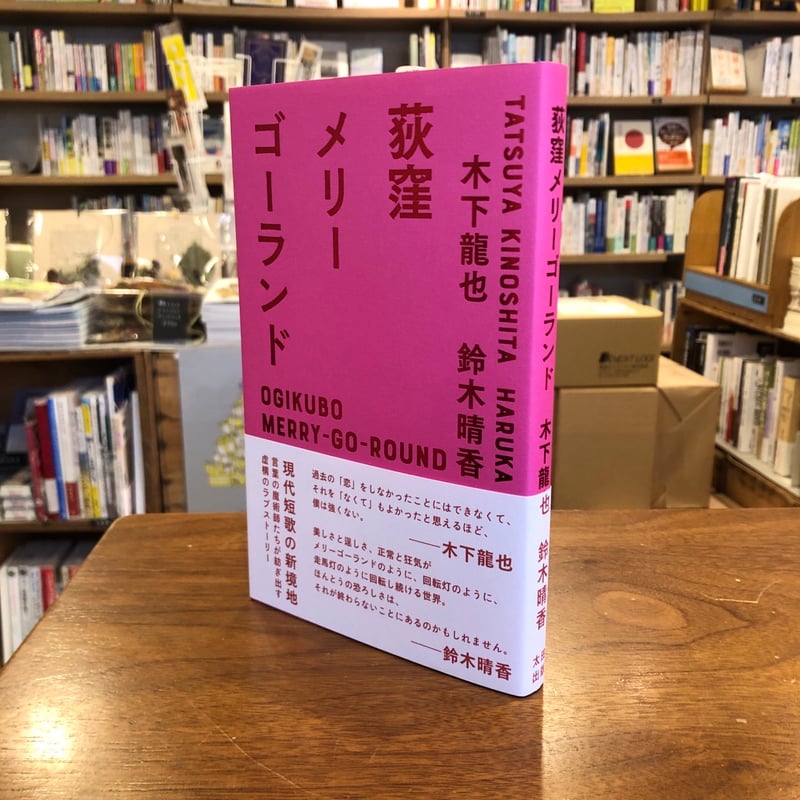 荻窪
メリー
ゴーランド
木下龍也 鈴木晴香
TATSUYA KINOSHITA HARUKA
OGIKUBO
MERRY-GO-ROUND
過去の「恋」をしなかったことにはできなくて、
それを「なくて」もよかったと思えるほど、
僕は強くない。
――木下龍也
美しさと逞しさ、正常と狂気が
メリーゴーランドのように、回転灯のように、
走馬灯のように回転し続ける世界。
ほんとうの恐ろしさは、
それが終わらないことにあるのかもしれません。
――鈴木晴香
現代短歌の新境地
言葉の魔術師たちが紡ぎ出す
虚構のラブストーリー
荻窪メリーゴーランド 木下龍也 鈴木晴香
太田
出版